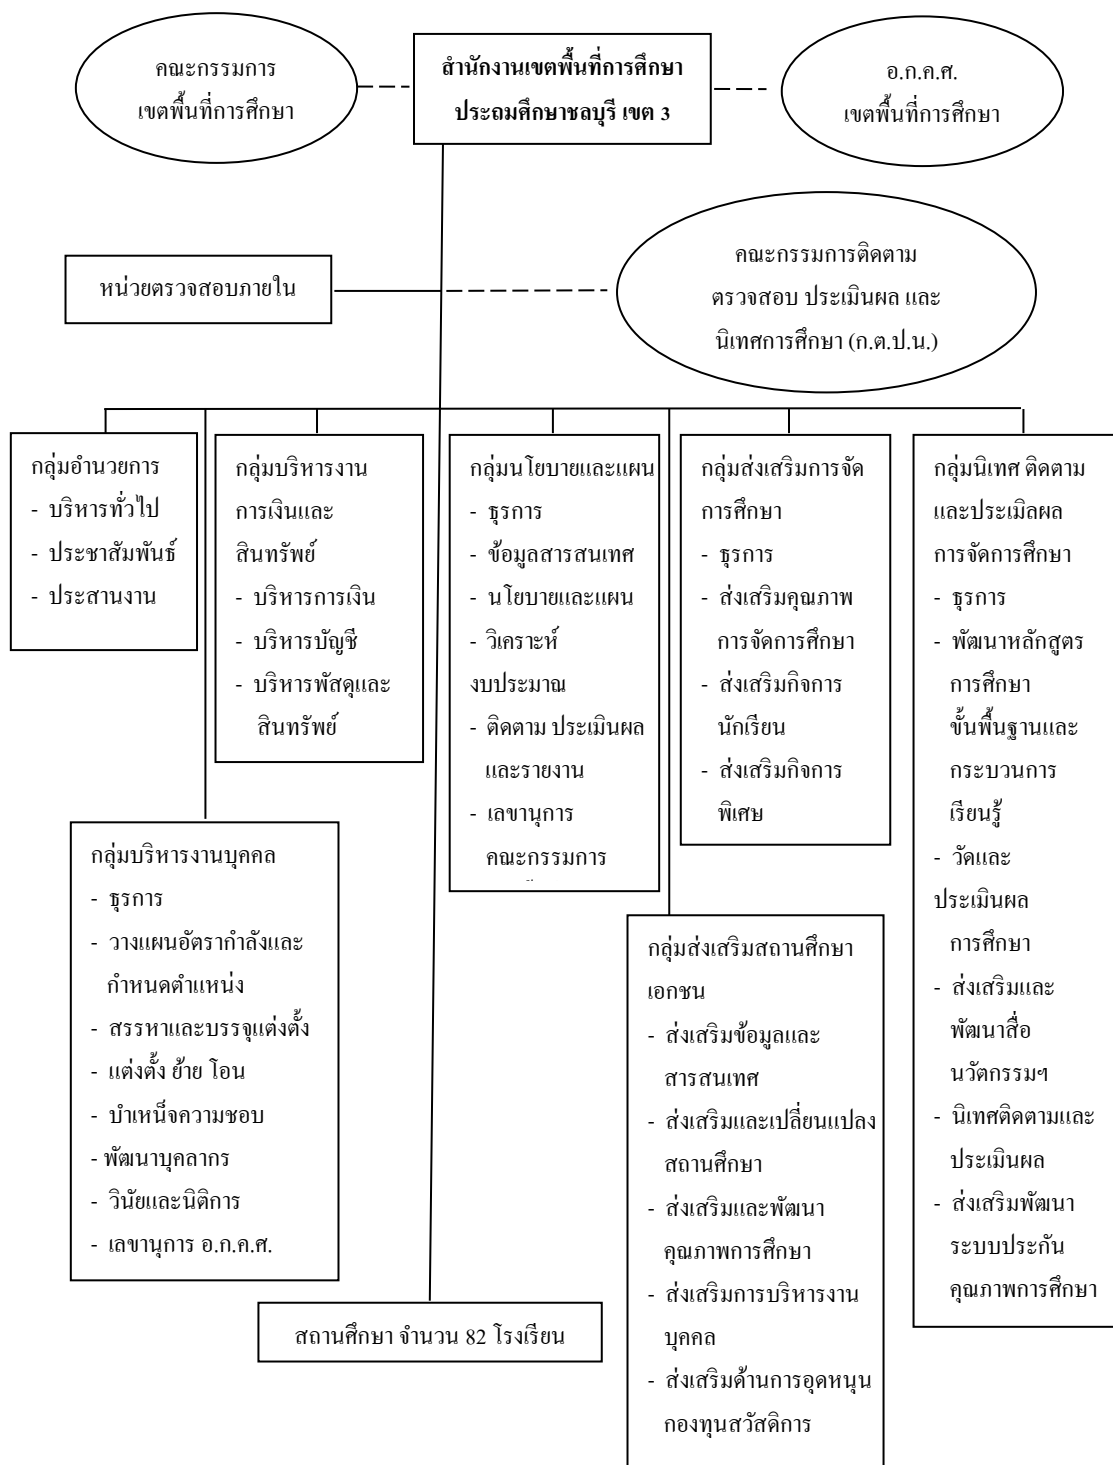 คณะกรรมการ
เขตพื้นที่การศึกษา
สำนักงานเขตพื้นที่การศึกษา
ประถมศึกษาชลบุรี เขต 3
อ.ก.ค.ศ.
เขตพื้นที่การศึกษา
หน่วยตรวจสอบภายใน
คณะกรรมการติดตาม
ตรวจสอบ ประเมินผล และ
นิเทศการศึกษา (ก.ต.ป.น.)
กลุ่มอำนวยการ
- บริหารทั่วไป
- ประชาสัมพันธ์
- ประสานงาน
กลุ่มบริหารงาน
การเงินและ
สินทรัพย์
- บริหารการเงิน
- บริหารบัญชี
- บริหารพัสดุและ
สินทรัพย์
กลุ่มนโยบายและแผน
- ธุรการ
- ข้อมูลสารสนเทศ
- นโยบายและแผน
- วิเคราะห์
งบประมาณ
- ติดตาม ประเมินผล
และรายงาน
- เลขานุการ
คณะกรรมการ
กลุ่มส่งเสริมการจัด
การศึกษา
- ธุรการ
- ส่งเสริมคุณภาพ
การจัดการศึกษา
- ส่งเสริมกิจการ
นักเรียน
- ส่งเสริมกิจการ
พิเศษ
กลุ่มนิเทศ ติดตาม
และประเมิลผล
การจัดการศึกษา
- ธุรการ
- พัฒนาหลักสูตร
การศึกษา
ขั้นพื้นฐานและ
กระบวนการ
เรียนรู้
- วัดและ
ประเมินผล
การศึกษา
- ส่งเสริมและ
พัฒนาสื่อ
นวัตกรรมฯ
- นิเทศติดตามและ
ประเมินผล
- ส่งเสริมพัฒนา
ระบบประกัน
คุณภาพการศึกษา
กลุ่มบริหารงานบุคคล
- ธุรการ
- วางแผนอัตรากำลังและ
กำหนดตำแหน่ง
- สรรหาและบรรจุแต่งตั้ง
- แต่งตั้ง ย้าย โอน
- บำเหน็จความชอบ
- พัฒนาบุคลากร
- วินัยและนิติการ
- เลขานุการ อ.ก.ค.ศ.
กลุ่มส่งเสริมสถานศึกษา
เอกชน
- ส่งเสริมข้อมูลและ
สารสนเทศ
- ส่งเสริมและเปลี่ยนแปลง
สถานศึกษา
- ส่งเสริมและพัฒนา
คุณภาพการศึกษา
- ส่งเสริมการบริหารงาน
บุคคล
- ส่งเสริมด้านการอุดหนุน
กองทุนสวัสดิการ
สถานศึกษา จำนวน 82 โรงเรียน